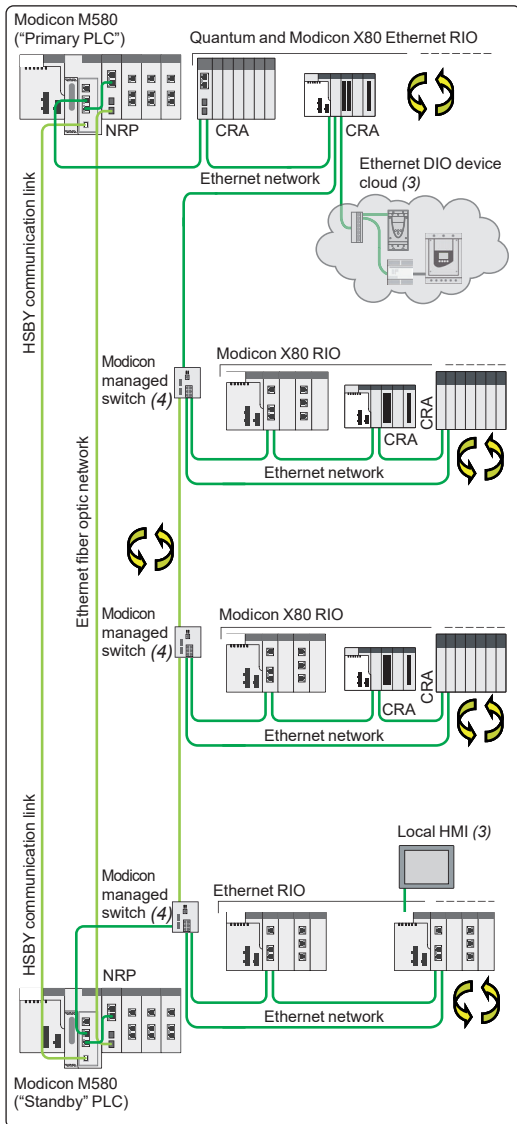 Modicon M580
("Primary PLC")
Quantum and Modicon X80 Ethernet RIO
NRP
CRA
CRA
Ethernet network
Ethernet DIO device
cloud (3)
HSBY communication link
Ethernet fiber optic network
Modicon
managed
switch (4)
Modicon X80 RIO
CRA
CRA
Ethernet network
Modicon
managed
switch (4)
Modicon X80 RIO
CRA
CRA
Ethernet network
Local HMI (3)
Modicon
managed
switch (4)
Ethernet RIO
HSBY communication link
NRP
Ethernet network
Modicon M580
("Standby" PLC)